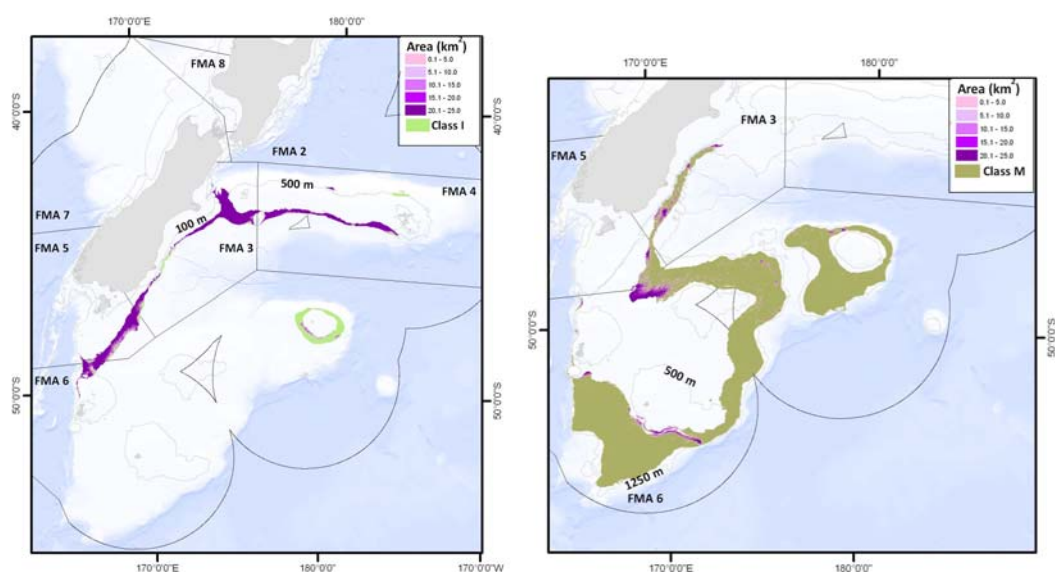 170°0'0"E
180°0'0"
Area (km²)
0.1 - 5.0
5.1 - 10.0
10.1 - 15.0
15.1 - 20.0
20.1 - 25.0
Class I
FMA 8
40°0'0"S
40°0'0"S
FMA 2
500 m
FMA 4
FMA 7
100 m
FMA 5
FMA 3
FMA 6
50°0'0"S
50°0'0"S
170°0'0"E
180°0'0"
170°0'0"W
170°0'0"E
180°0'0"
Area (km²)
0.1 - 5.0
5.1 - 10.0
10.1 - 15.0
15.1 - 20.0
20.1 - 25.0
Class M
FMA 3
FMA 5
50°0'0"S
50°0'0"S
500 m
1250 m
FMA 6
170°0'0"E
180°0'0"